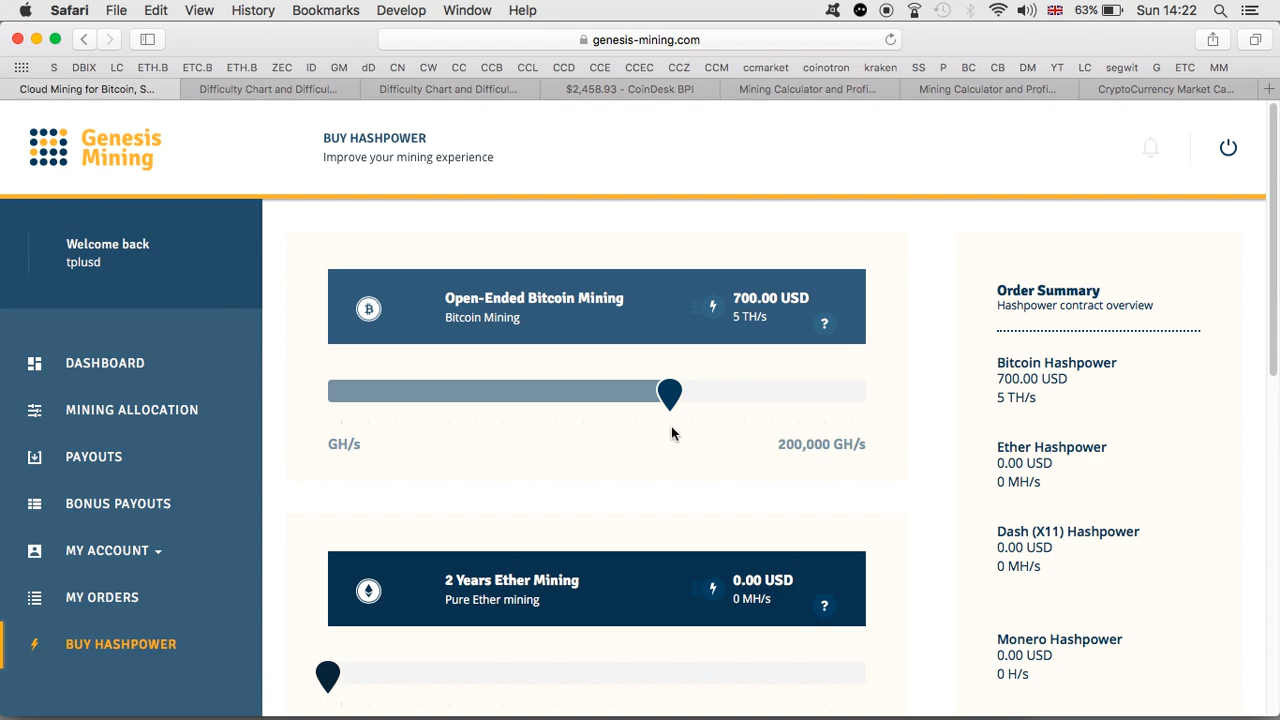 Safari File Edit View History Bookmarks Develop Window Help 63% Sun 14:22
genesis-mining.com
S DBIX LC ETH.B ETC.B ETH.B ZEC ID GM dD CN CW CC CCB CCL CCD CCE CCEC CCZ CCM ccmarket coinotron kraken SS P BC CB DM YT LC segwit G ETC MM
Cloud Mining for Bitcoin, S... Difficulty Chart and Difficul... Difficulty Chart and Difficul... $2,458.93 - CoinDesk BPI Mining Calculator and Profi... Mining Calculator and Profi... CryptoCurrency Market Ca... +
Genesis
Mining
BUY HASHPOWER
Improve your mining experience
Welcome back
tplusd
DASHBOARD
MINING ALLOCATION
PAYOUTS
BONUS PAYOUTS
MY ACCOUNT
MY ORDERS
BUY HASHPOWER
Open-Ended Bitcoin Mining
Bitcoin Mining
700.00 USD
5 TH/s
?
GH/s
200,000 GH/s
2 Years Ether Mining
Pure Ether mining
0.00 USD
0 MH/s
?
Order Summary
Hashpower contract overview
Bitcoin Hashpower
700.00 USD
5 TH/s
Ether Hashpower
0.00 USD
0 MH/s
Dash (X11) Hashpower
0.00 USD
0 MH/s
Monero Hashpower
0.00 USD
0 H/s